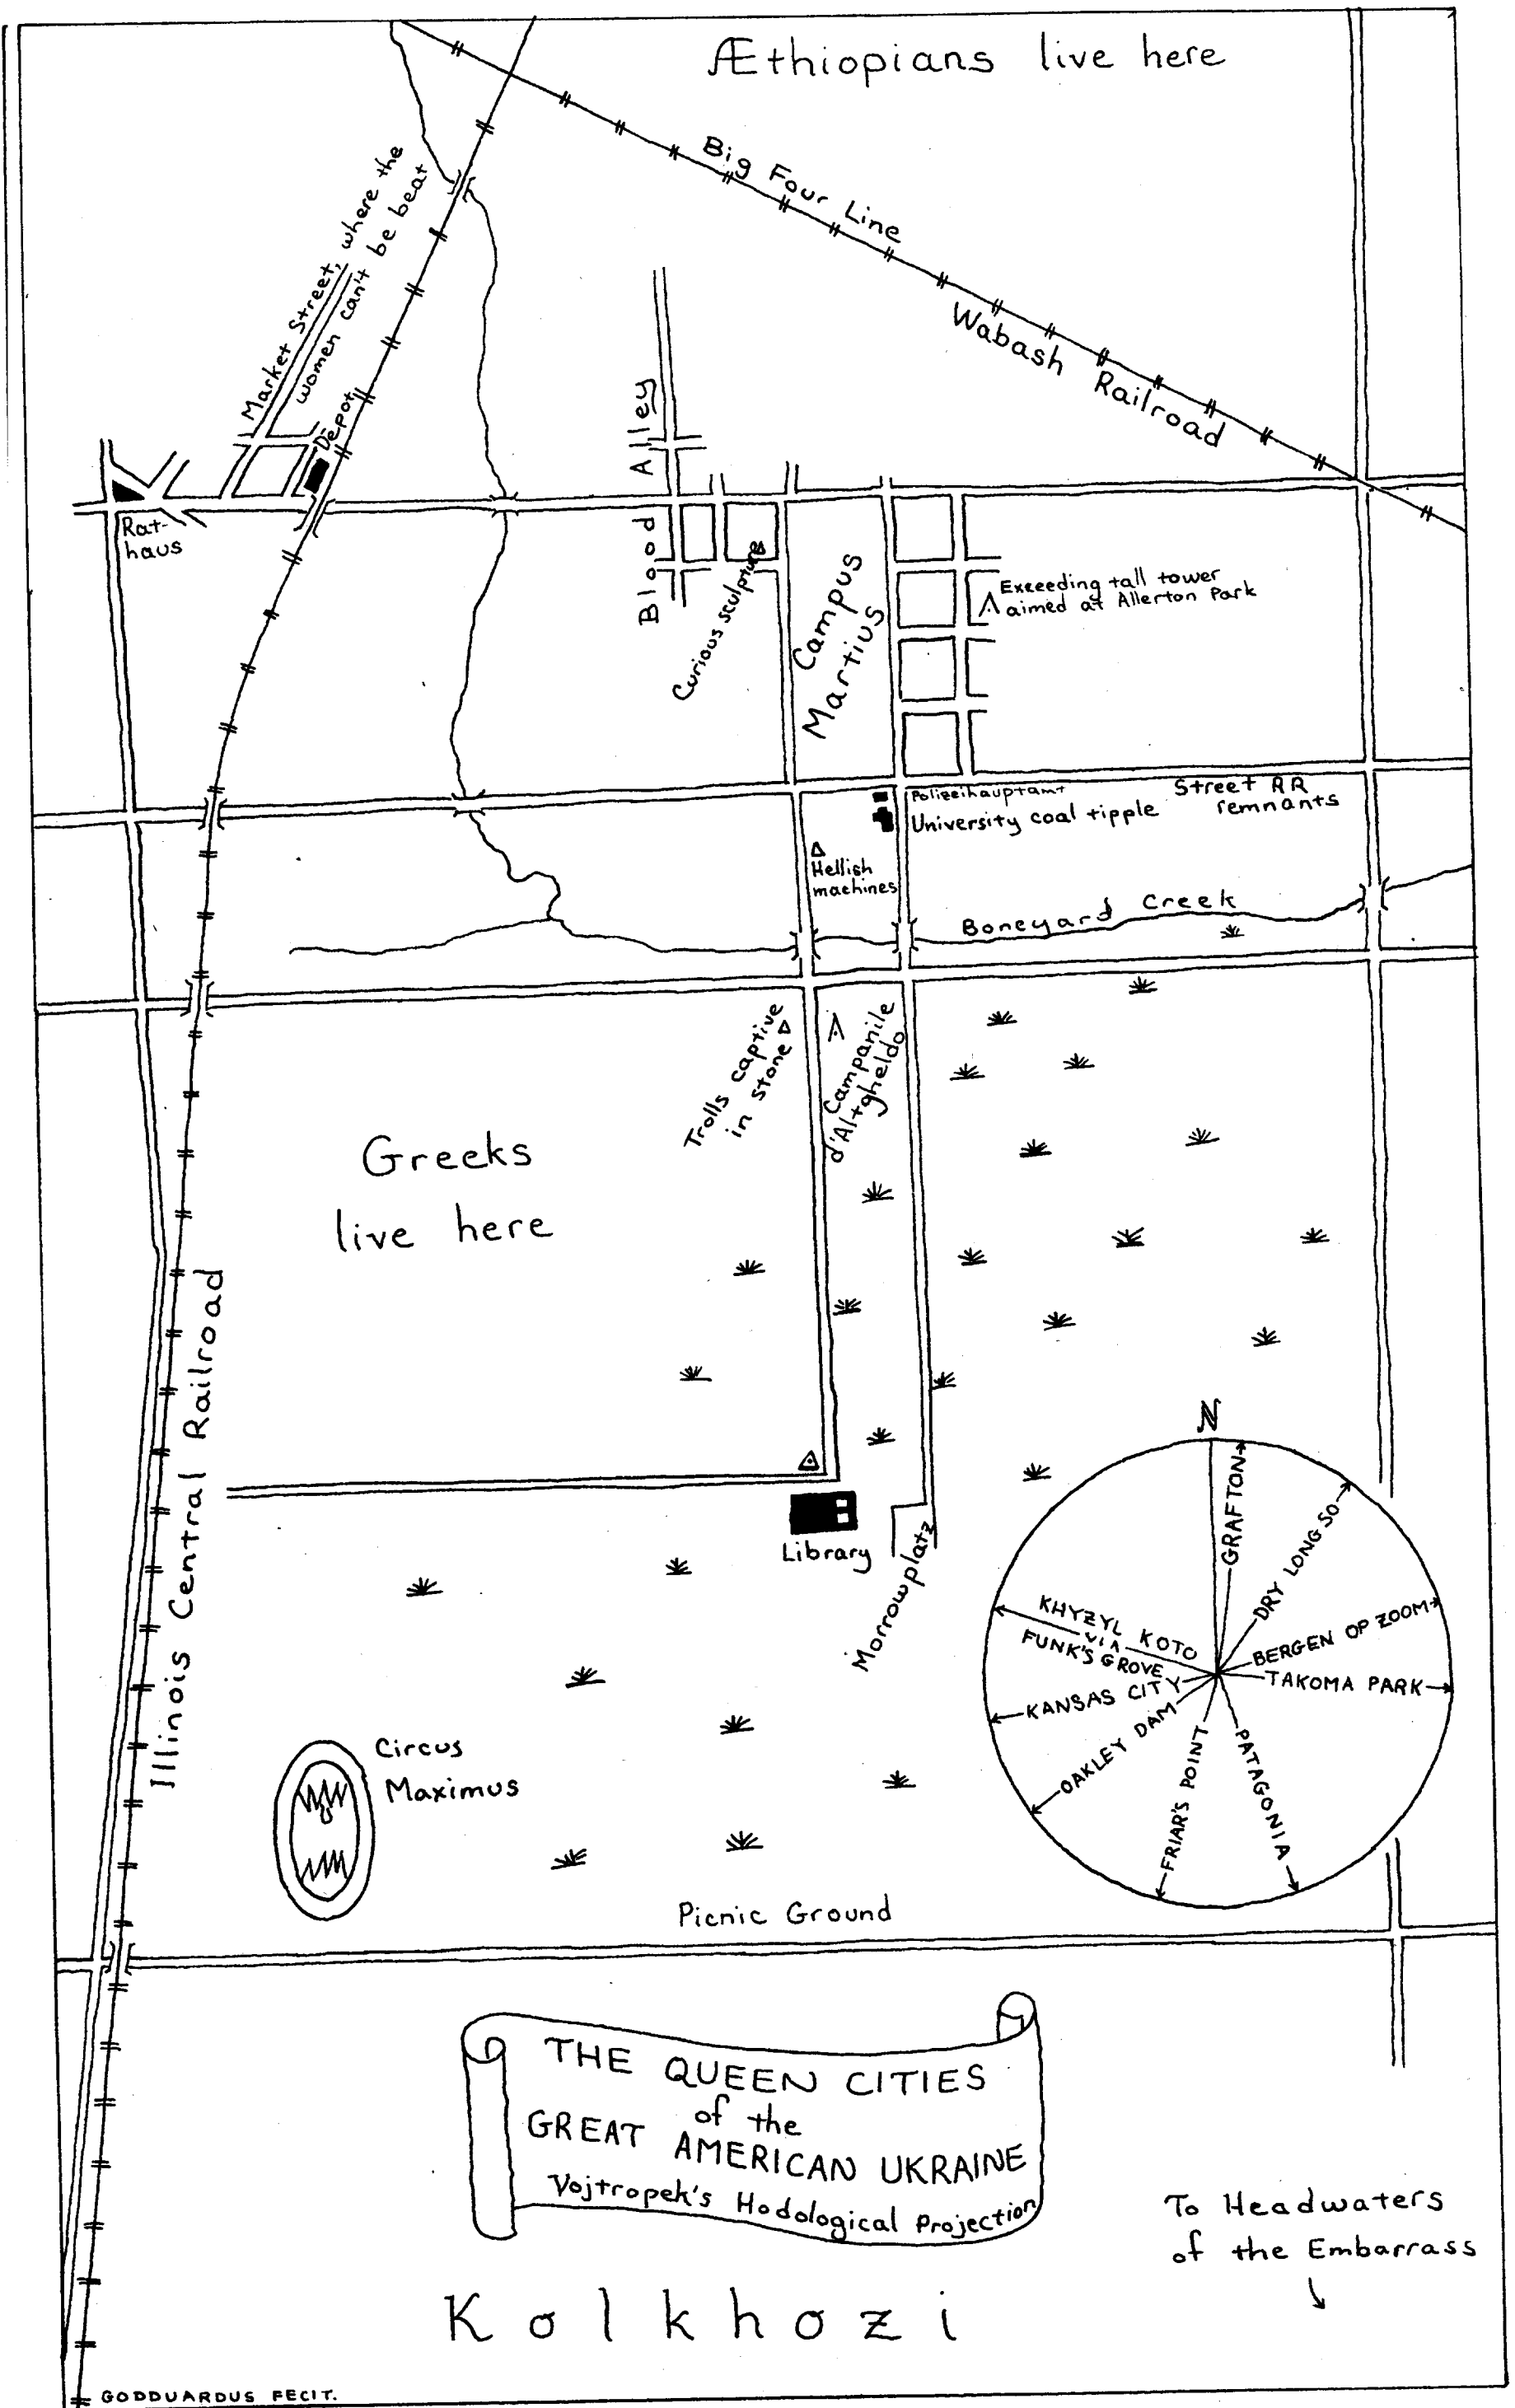 Æthiopians live here
Big Four Line
Wabash Railroad
Market Street, where the
women can't be beat
Depot
Rat-
haus
Blood Alley
Curious sculpture
Campus
Martius
Exceeding tall tower
aimed at Allerton Park
Polizeihauptamt
University coal tipple
Street RR
remnants
Hellish
machines
Boneyard Creek
Trolls captive
in stone
Campanile
d'Altgheldo
Greeks
live here
Illinois Central Railroad
Library
Morrowplatz
N
GRAFTON
DRY LONG SO
BERGEN OP ZOOM
TAKOMA PARK
PATAGONIA
FRIAR'S POINT
OAKLEY DAM
KANSAS CITY
KHYZYL KOTO
VIA
FUNK'S GROVE
Circus
Maximus
U
Picnic Ground
THE QUEEN CITIES
of the
GREAT AMERICAN UKRAINE
Vojtropek's Hodological Projection
To Headwaters
of the Embarrass
Kolkhozi
GODDUARDUS FECIT.